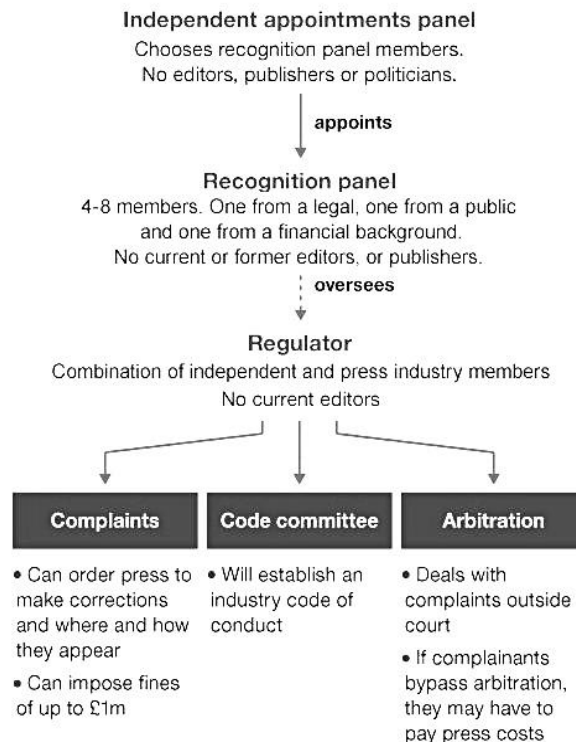 Independent appointments panel
Chooses recognition panel members.
No editors, publishers or politicians.
appoints
Recognition panel
4-8 members. One from a legal, one from a public
and one from a financial background.
No current or former editors, or publishers.
oversees
Regulator
Combination of independent and press industry members
No current editors
Complaints
• Can order press to
make corrections
and where and how
they appear
• Can impose fines
of up to £1m
Code committee
• Will establish an
industry code of
conduct
Arbitration
• Deals with
complaints outside
court
• If complainants
bypass arbitration,
they may have to
pay press costs